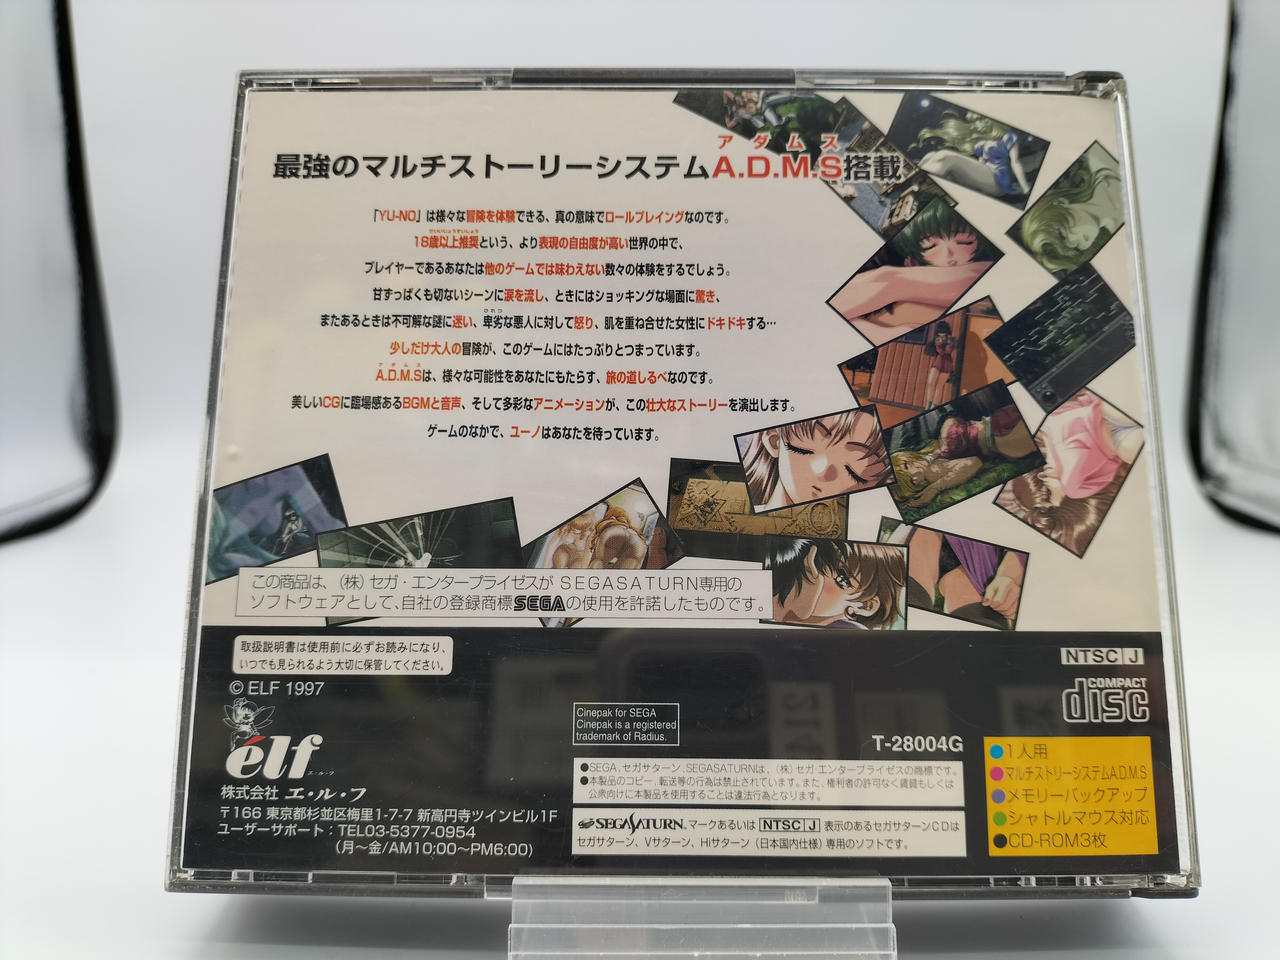 アダムス
最強のマルチストーリーシステムA.D.M.S搭載
「YU-NO」は様々な冒険を体験できる、真の意味でロールプレイングなのです。
18歳以上推奨という、より表現の自由度が高い世界の中で、
プレイヤーであるあなたは他のゲームでは味わえない数々の体験をするでしょう。
甘ずっぱくも切ないシーンに涙を流し、ときにはショッキングな場面に驚き、
またあるときは不可解な謎に迷い、卑劣な悪人に対して怒り、肌を重ね合せた女性にドキドキする…
少しだけ大人の冒険が、このゲームにはたっぷりとつまっています。
アダムス
A.D.M.Sは、様々な可能性をあなたにもたらす、旅の道しるべなのです。
美しいCGに臨場感あるBGMと音声、そして多彩なアニメーションが、この壮大なストーリーを演出します。
ゲームのなかで、ユーノはあなたを待っています。
この商品は、（株）セガ・エンタープライゼスがSEGASATURN専用の
ソフトウェアとして、自社の登録商標SEGAの使用を許諾したものです。
取扱説明書は使用前に必ずお読みになり、
いつでも見られるよう大切に保管してください。
© ELF 1997
élf
エ・ル・フ
株式会社 エ・ル・フ
〒166 東京都杉並区梅里1-7-7 新高円寺ツインビル1F
ユーザーサポート：TEL03-5377-0954
（月〜金/AM10:00〜PM6:00）
Cinepak for SEGA
Cinepak is a registered
trademark of Radius.
NTSC J
COMPACT
disc
T-28004G
●SEGA、セガサターン、SEGASATURNは、（株）セガ・エンタープライゼスの商標です。
●本製品のコピー、転送等の行為は禁止されています。また、権利者の許可なく賃貸もしくは
公衆向けに本製品を使用することは違法行為となります。
SEGASATURN マークあるいは NTSC J 表示のあるセガサターンCDは
セガサターン、Vサターン、Hiサターン（日本国内仕様）専用のソフトです。
●1人用
●マルチストーリーシステムA.D.M.S
●メモリーバックアップ
●シャトルマウス対応
●CD-ROM3枚